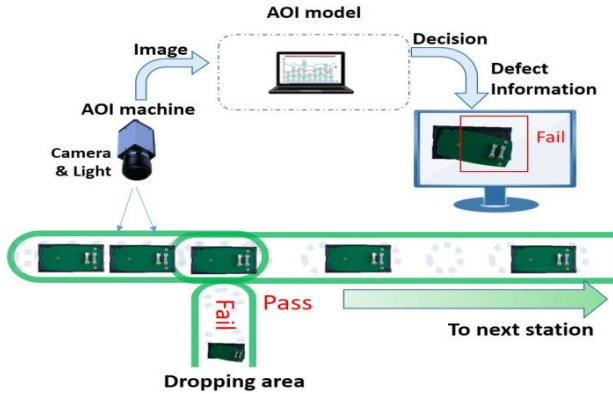 AOI model
Image
Decision
Defect
Information
AOI machine
Camera
& Light
Fail
Pass
Fail
To next station
Dropping area